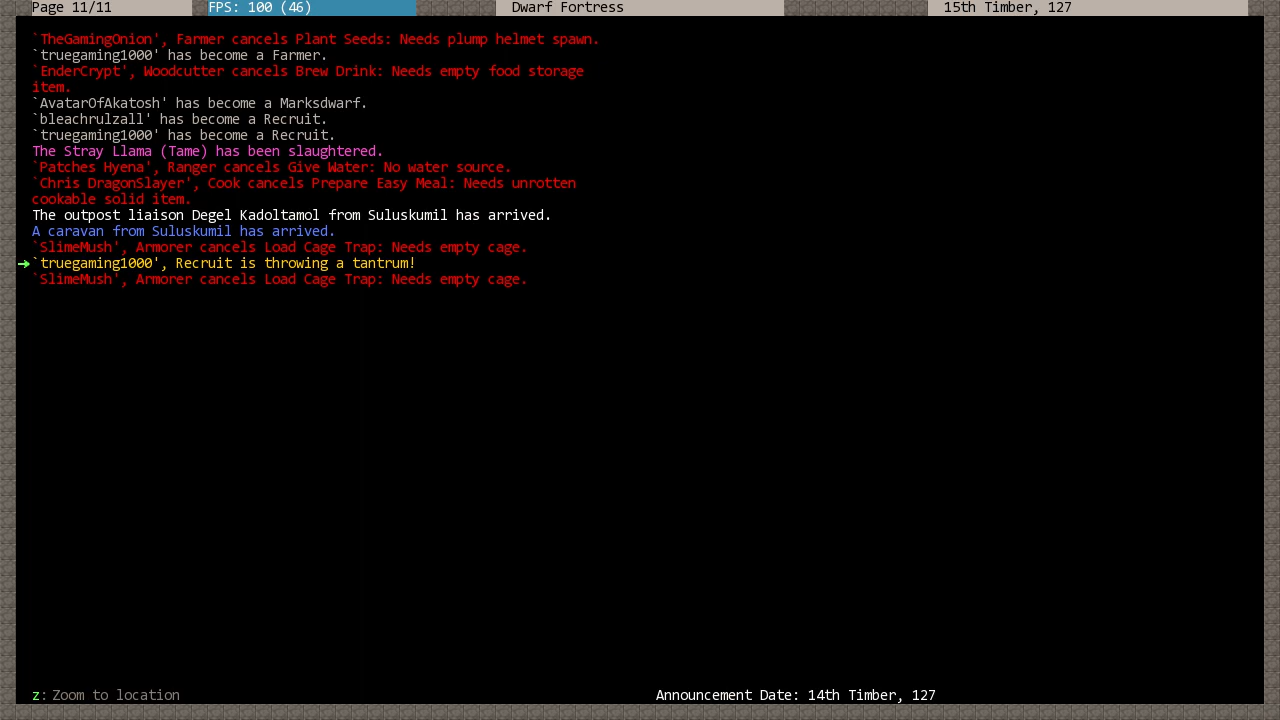 Page 11/11 FPS: 100 (46) Dwarf Fortress 15th Timber, 127
`TheGamingOnion', Farmer cancels Plant Seeds: Needs plump helmet spawn.
`truegaming1000' has become a Farmer.
`EnderCrypt', Woodcutter cancels Brew Drink: Needs empty food storage
item.
`AvatarOfAkatosh' has become a Marksdwarf.
`bleachrulzall' has become a Recruit.
`truegaming1000' has become a Recruit.
The Stray Llama (Tame) has been slaughtered.
`Patches Hyena', Ranger cancels Give Water: No water source.
`Chris DragonSlayer', Cook cancels Prepare Easy Meal: Needs unrotten
cookable solid item.
The outpost liaison Degel Kadoltamol from Suluskumil has arrived.
A caravan from Suluskumil has arrived.
`SlimeMush', Armorer cancels Load Cage Trap: Needs empty cage.
`truegaming1000', Recruit is throwing a tantrum!
`SlimeMush', Armorer cancels Load Cage Trap: Needs empty cage.
z: Zoom to location Announcement Date: 14th Timber, 127